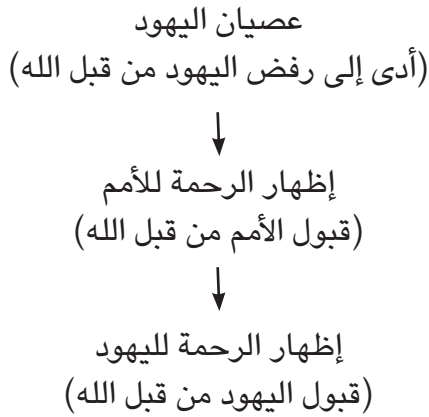 عصيان اليهود
(أدى إلى رفض اليهود من قبل الله)
إظهار الرحمة للأمم
(قبول الأمم من قبل الله)
إظهار الرحمة لليهود
(قبول اليهود من قبل الله)